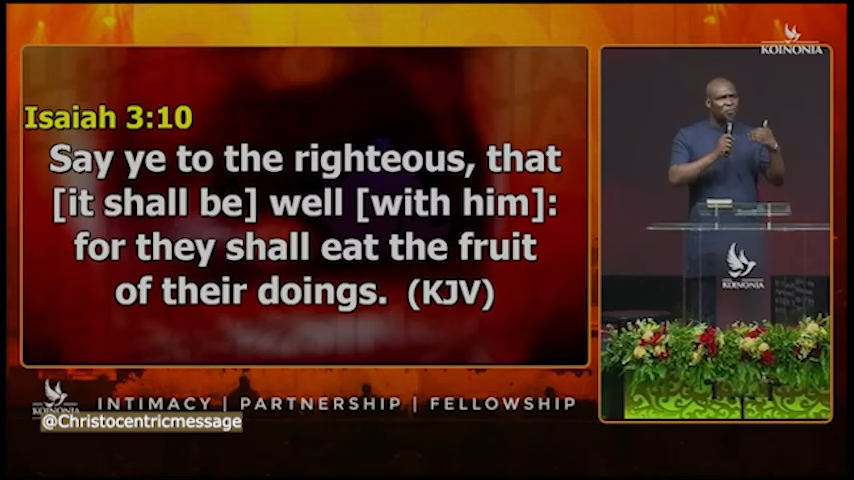 Isaiah 3:10
Say ye to the righteous, that
[it shall be] well [with him]:
for they shall eat the fruit
of their doings. (KJV)
KOINONIA
KOINONIA
KOINONIA
INTIMACY | PARTNERSHIP | FELLOWSHIP
@Christocentricmessage